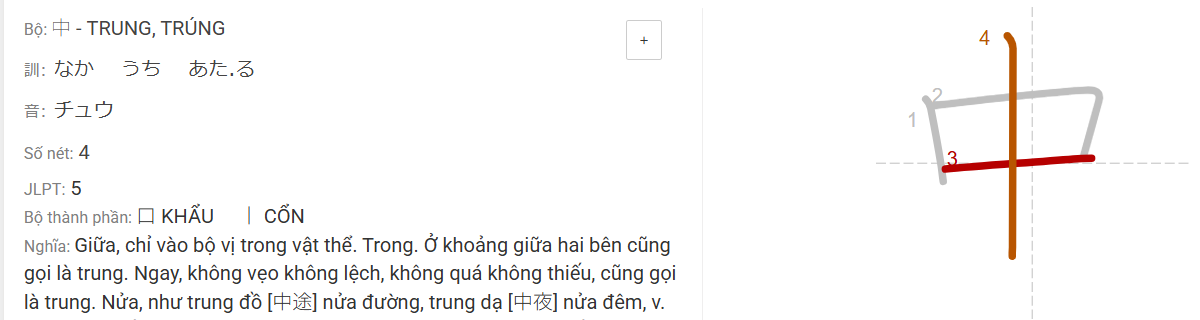 Bộ: 中 - TRUNG, TRÚNG
+
訓: なか うち あた.る
音: チュウ
Số nét: 4
JLPT: 5
Bộ thành phần: 口 KHẨU 丨 CỔN
Nghĩa: Giữa, chỉ vào bộ vị trong vật thể. Trong. Ở khoảng giữa hai bên cũng
gọi là trung. Ngay, không vẹo không lệch, không quá không thiếu, cũng gọi
là trung. Nửa, như trung đồ [中途] nửa đường, trung dạ [中夜] nửa đêm, v.
4
2
1
3
中